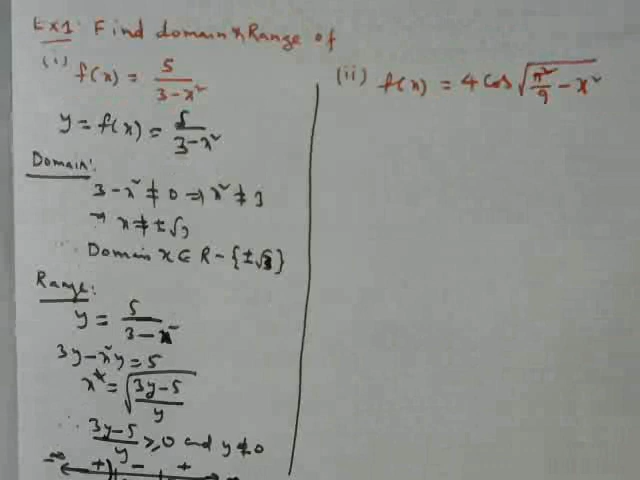 Ex1: Find domain & Range of
(i) f(x) = 5/(3-x²)
y = f(x) = 5/(3-x²)
Domain:
3-x² ≠ 0 ⇒ x² ≠ 3
⇒ x ≠ ±√3
∴ Domain x ∈ R - {±√3}
Range:
y = 5/(3-x²)
3y-x²y = 5
x = √((3y-5)/y)
∴ (3y-5)/y ≥ 0 and y ≠ 0
-∞ + - +
(ii) f(x) = 4 cos √(π²/9 - x²)